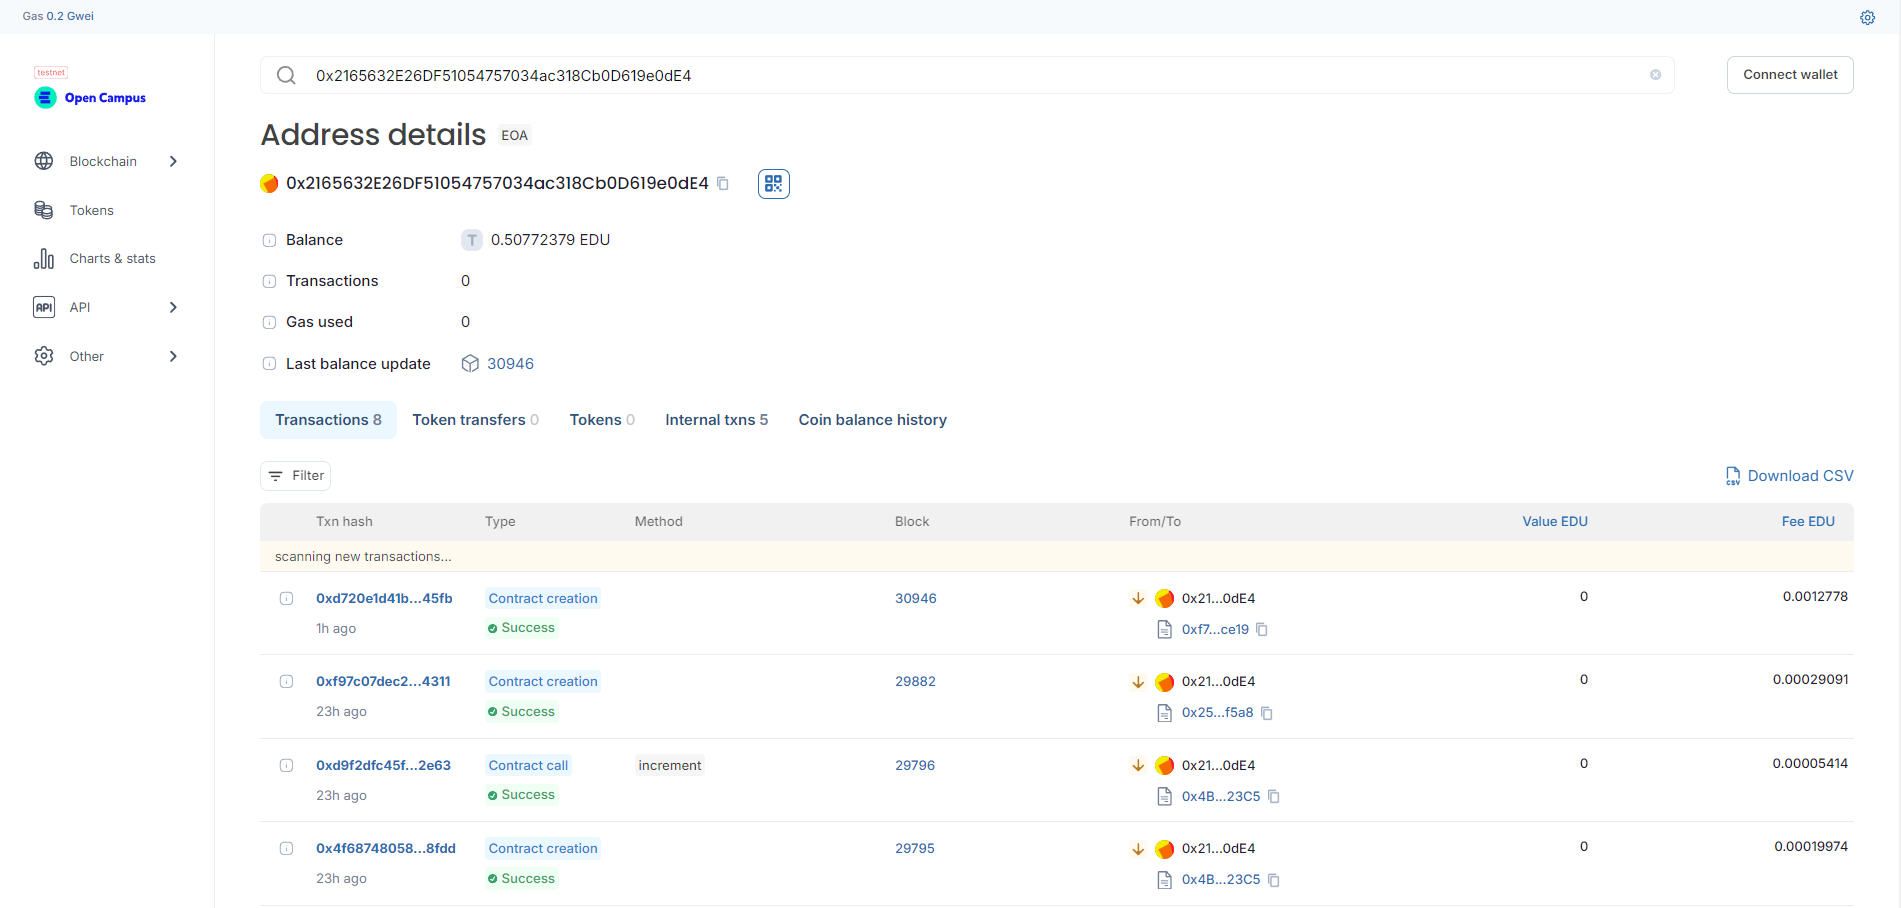 Gas 0.2 Gwei
testnet
Open Campus
Blockchain
Tokens
Charts & stats
API API
Other
0x2165632E26DF51054757034ac318Cb0D619e0dE4
Connect wallet
Address details EOA
0x2165632E26DF51054757034ac318Cb0D619e0dE4
Balance T 0.50772379 EDU
Transactions 0
Gas used 0
Last balance update 30946
Transactions 8 Token transfers 0 Tokens 0 Internal txns 5 Coin balance history
Filter
CSV Download CSV
Txn hash Type Method Block From/To Value EDU Fee EDU
scanning new transactions...
0xd720e1d41b...45fb Contract creation 30946 0x21...0dE4 0 0.0012778
1h ago Success 0xf7...ce19
0xf97c07dec2...4311 Contract creation 29882 0x21...0dE4 0 0.00029091
23h ago Success 0x25...f5a8
0xd9f2dfc45f...2e63 Contract call increment 29796 0x21...0dE4 0 0.00005414
23h ago Success 0x4B...23C5
0x4f68748058...8fdd Contract creation 29795 0x21...0dE4 0 0.00019974
23h ago Success 0x4B...23C5